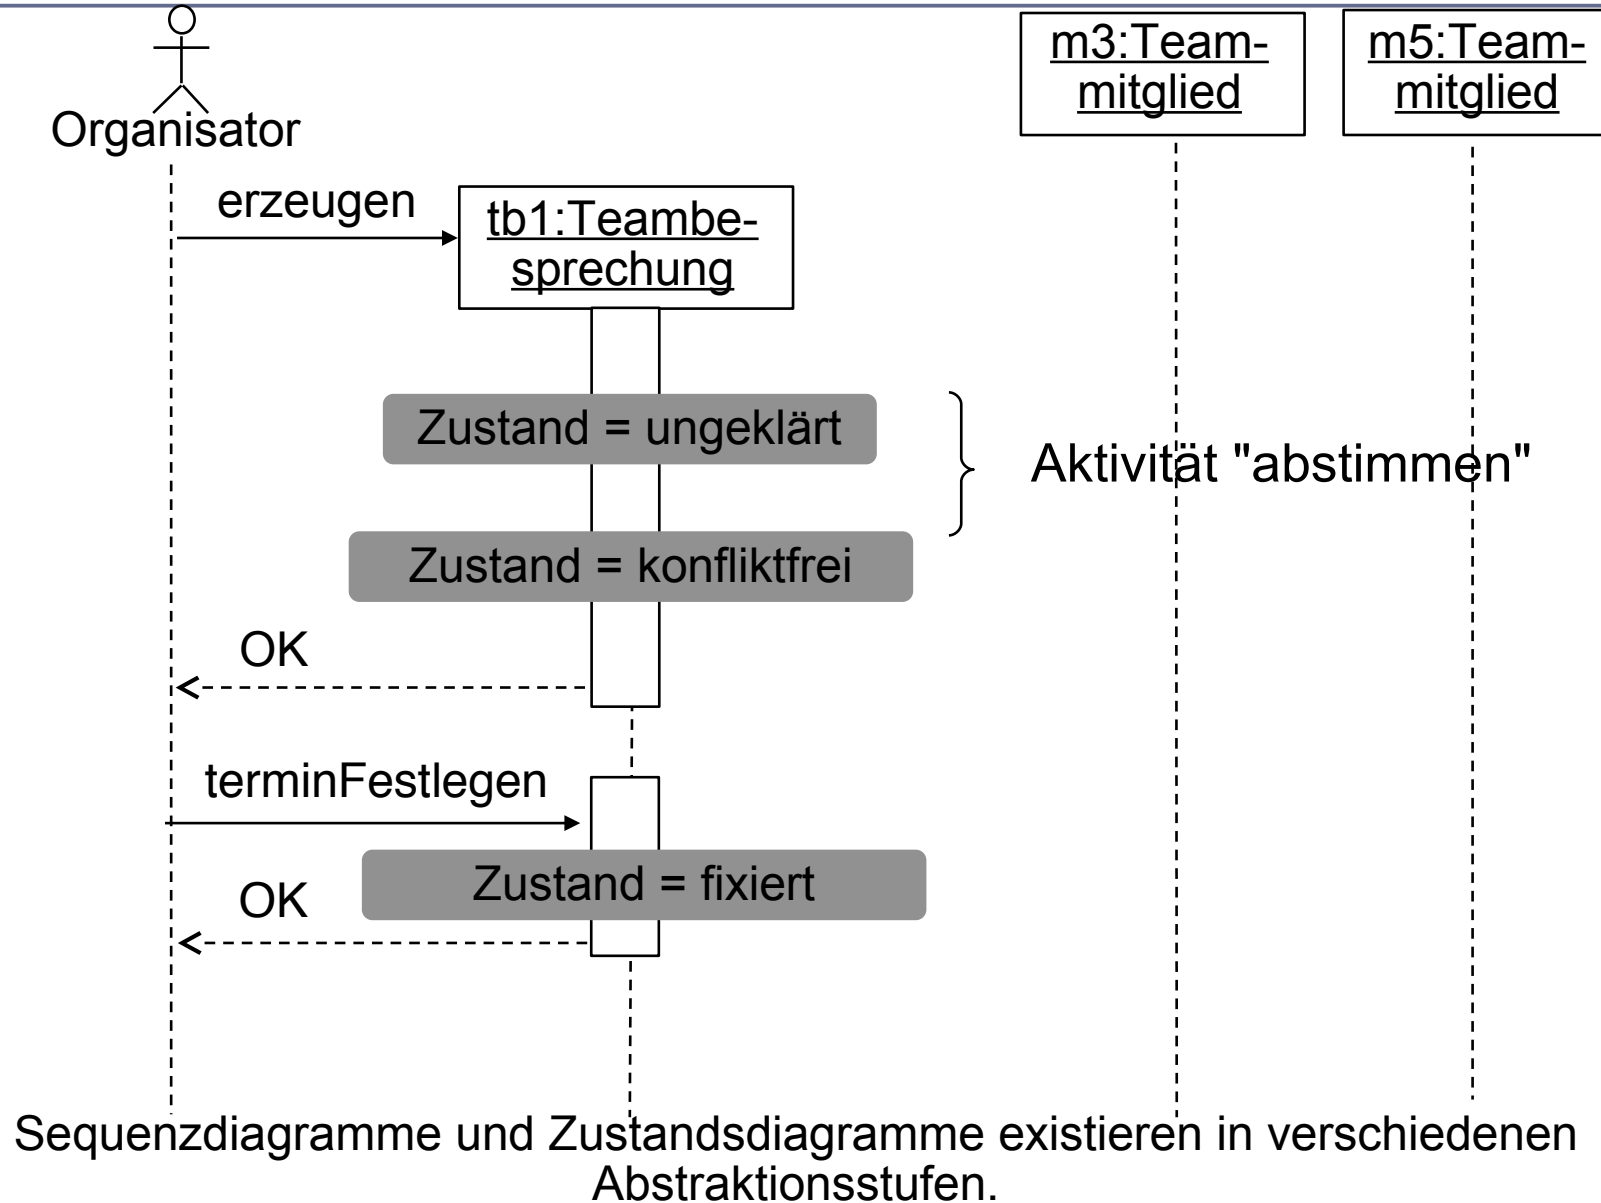 m3:Team-
mitglied
m5:Team-
mitglied
Organisator
erzeugen
tb1:Teambe-
sprechung
Zustand = ungeklärt
Aktivität "abstimmen"
Zustand = konfliktfrei
OK
terminFestlegen
Zustand = fixiert
OK
Sequenzdiagramme und Zustandsdiagramme existieren in verschiedenen
Abstraktionsstufen.